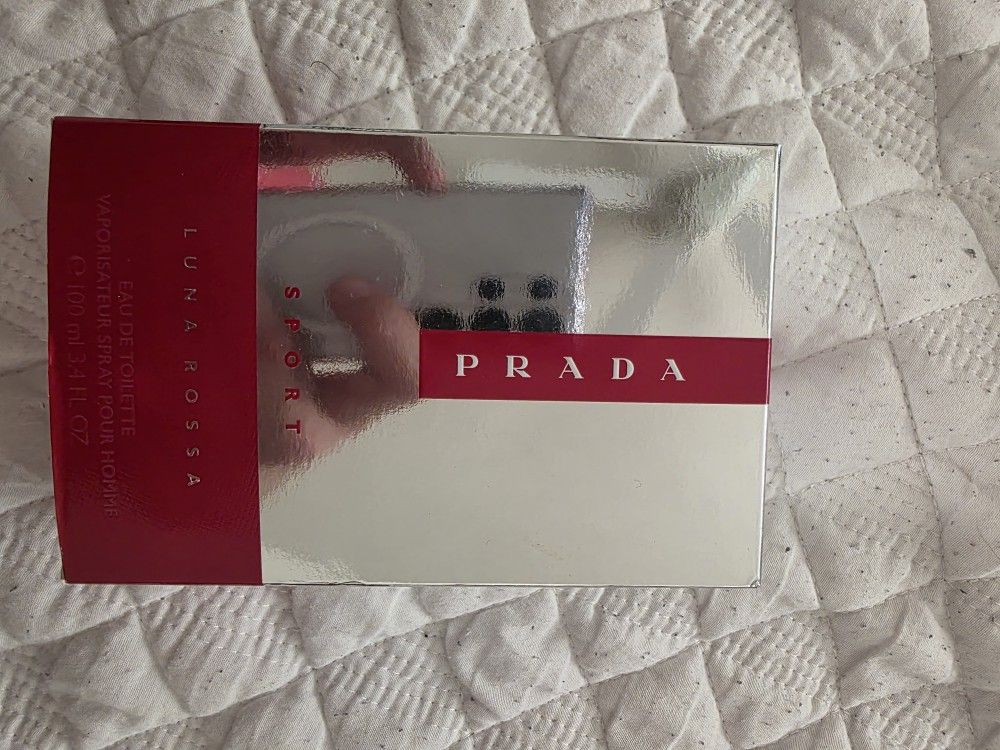 PRADA
SPORT
LUNA ROSSA
EAU DE TOILETTE
VAPORISATEUR SPRAY POUR HOMME
℮ 100 ml 3.4 FL OZ